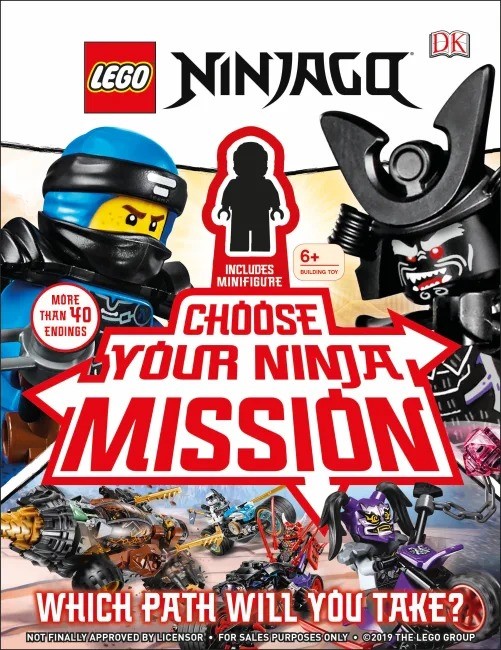 LEGO NINJAGO
DK
INCLUDES
MINIFIGURE
6+
BUILDING TOY
MORE
THAN 40
ENDINGS
CHOOSE
YOUR NINJA
MISSION
WHICH PATH WILL YOU TAKE?
NOT FINALLY APPROVED BY LICENSOR • FOR SALES PURPOSES ONLY • ©2019 THE LEGO GROUP